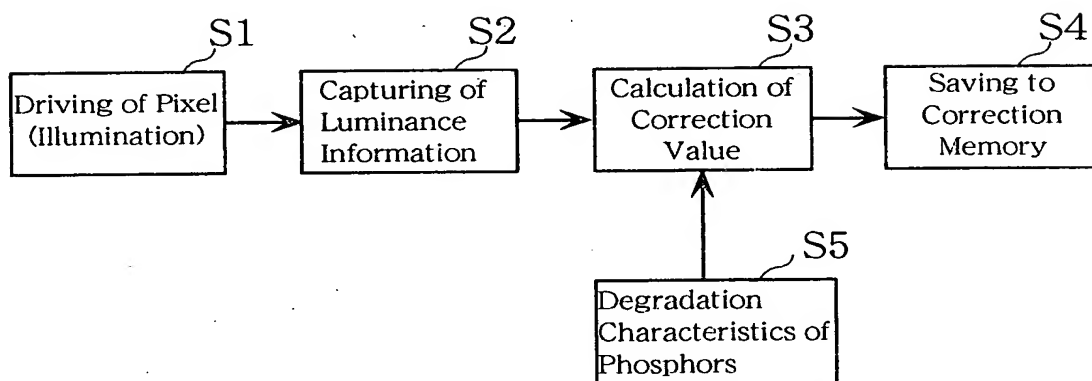 S1
Driving of Pixel
(Illumination)
S2
Capturing of
Luminance
Information
S3
Calculation of
Correction
Value
S4
Saving to
Correction
Memory
S5
Degradation
Characteristics of
Phosphors